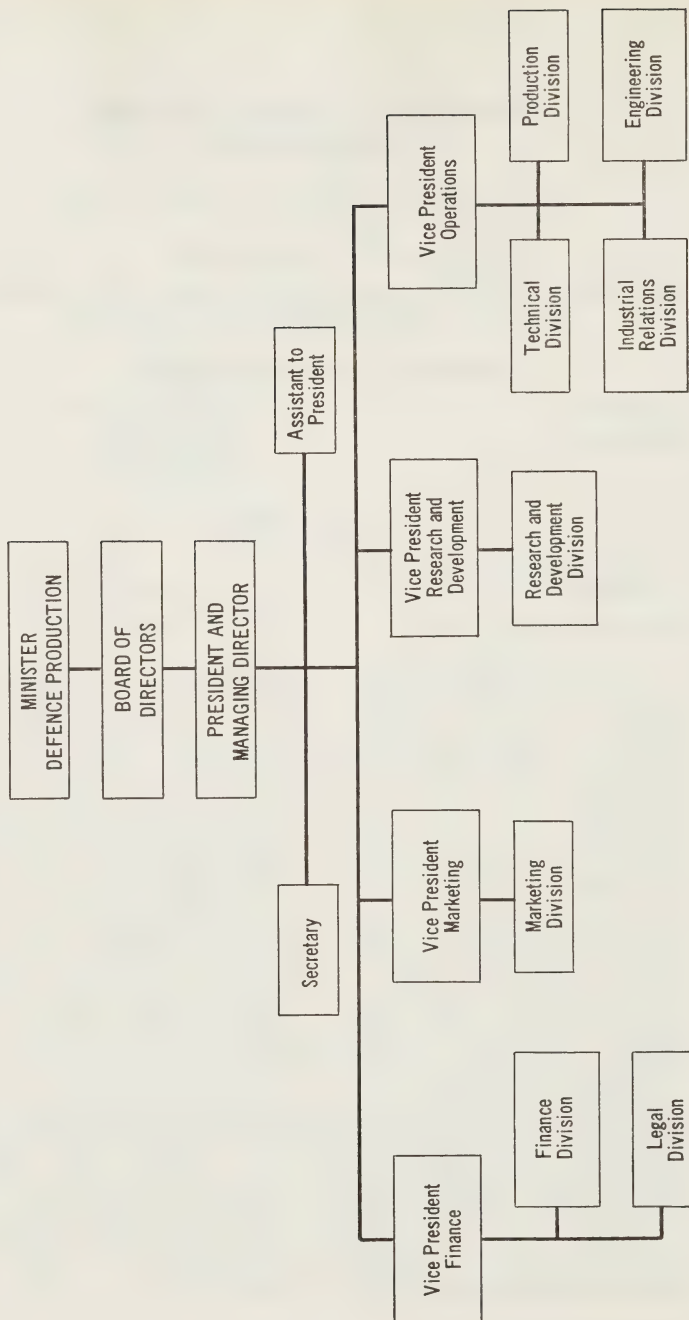 MINISTER
DEFENCE PRODUCTION
BOARD OF
DIRECTORS
PRESIDENT AND
MANAGING DIRECTOR
Secretary
Assistant to
President
Vice President
Finance
Vice President
Marketing
Vice President
Research and
Development
Vice President
Operations
Finance
Division
Legal
Division
Marketing
Division
Research and
Development
Division
Technical
Division
Production
Division
Industrial
Relations
Division
Engineering
Division